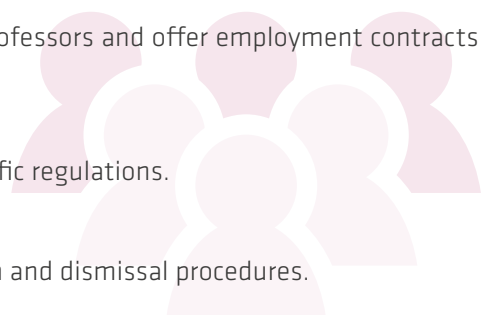 ofessors and offer employment contracts
fic regulations.
and dismissal procedures.